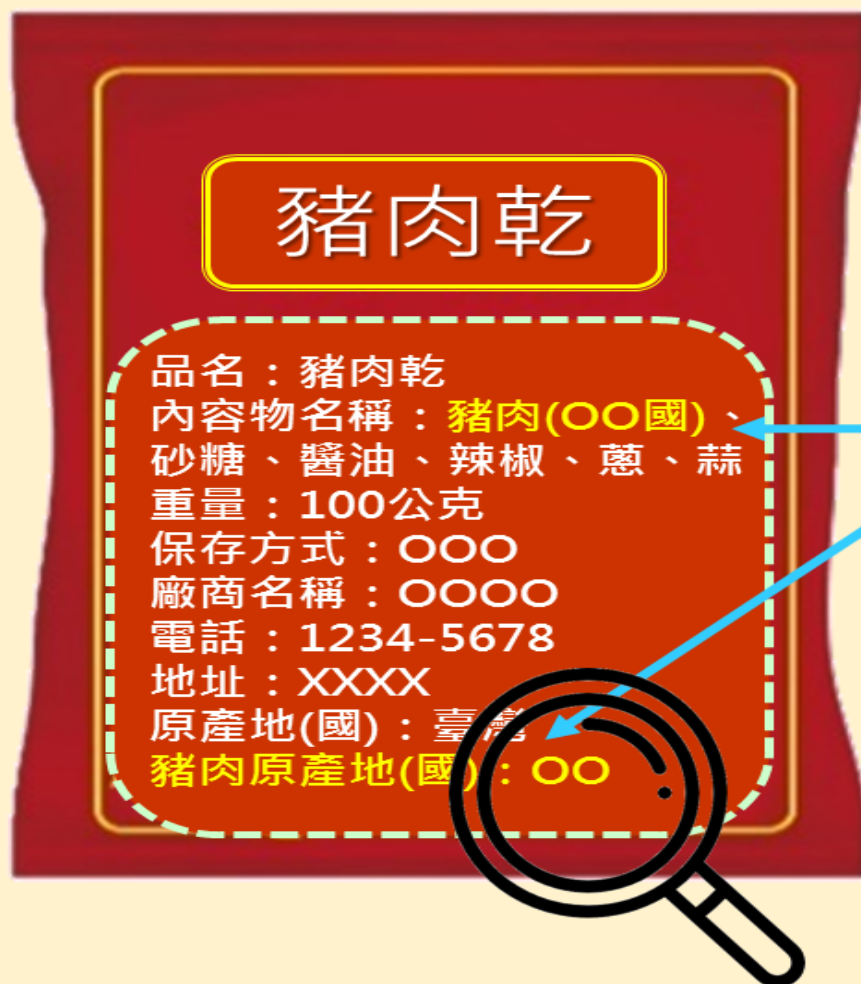 豬肉乾
品名：豬肉乾
內容物名稱：豬肉(OO國)、
砂糖、醬油、辣椒、蔥、蒜
重量：100公克
保存方式：OOO
廠商名稱：OOOO
電話：1234-5678
地址：XXXX
原產地(國)：臺灣
豬肉原產地(國)：OO